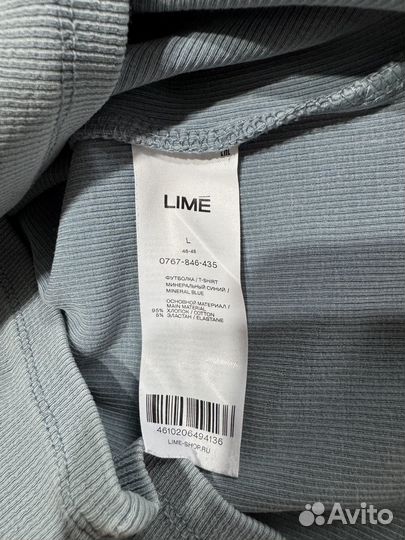 EAC
LIMÉ
L
46-48
0767-846-435
ФУТБОЛКА / T-SHIRT
МИНЕРАЛЬНЫЙ СИНИЙ /
MINERAL BLUE
ОСНОВНОЙ МАТЕРИАЛ /
MAIN MATERIAL
95% ХЛОПОК / COTTON
5% ЭЛАСТАН / ELASTANE
4610206494136
LIME-SHOP.RU
Avito